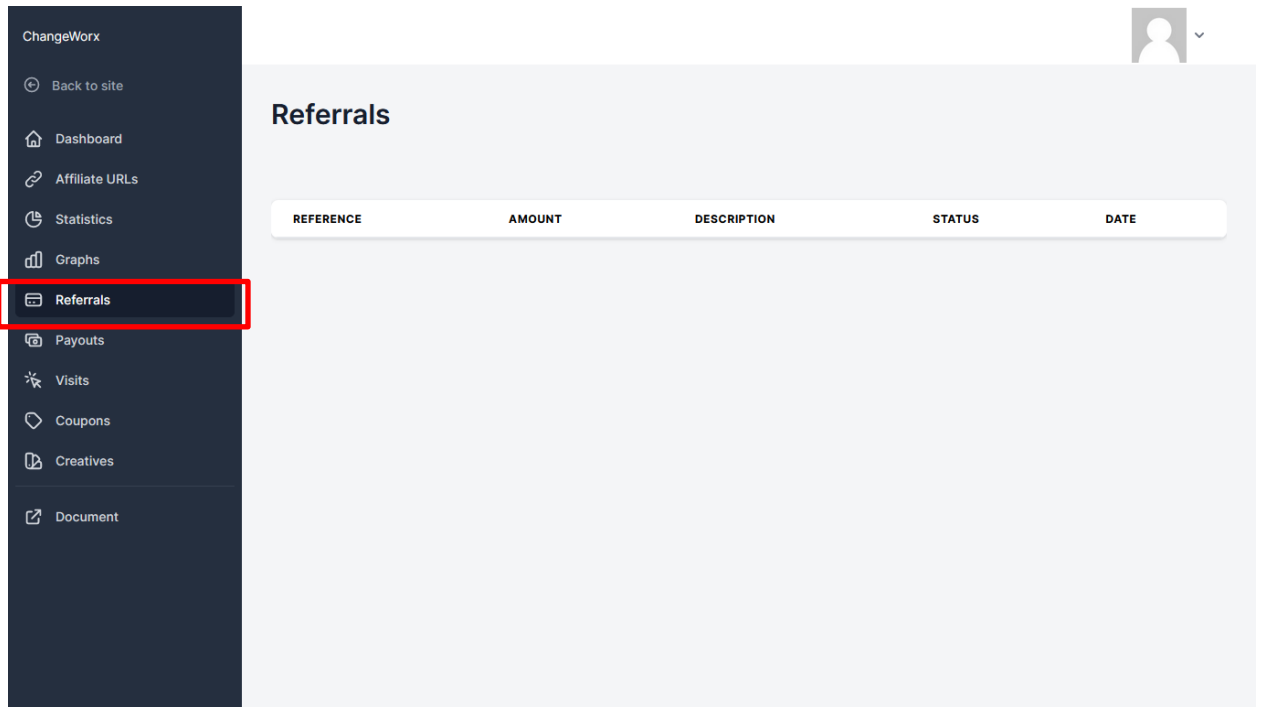 ChangeWorx
Back to site
Dashboard
Affiliate URLs
Statistics
Graphs
Referrals
Payouts
Visits
Coupons
Creatives
Document
Referrals
REFERENCE AMOUNT DESCRIPTION STATUS DATE